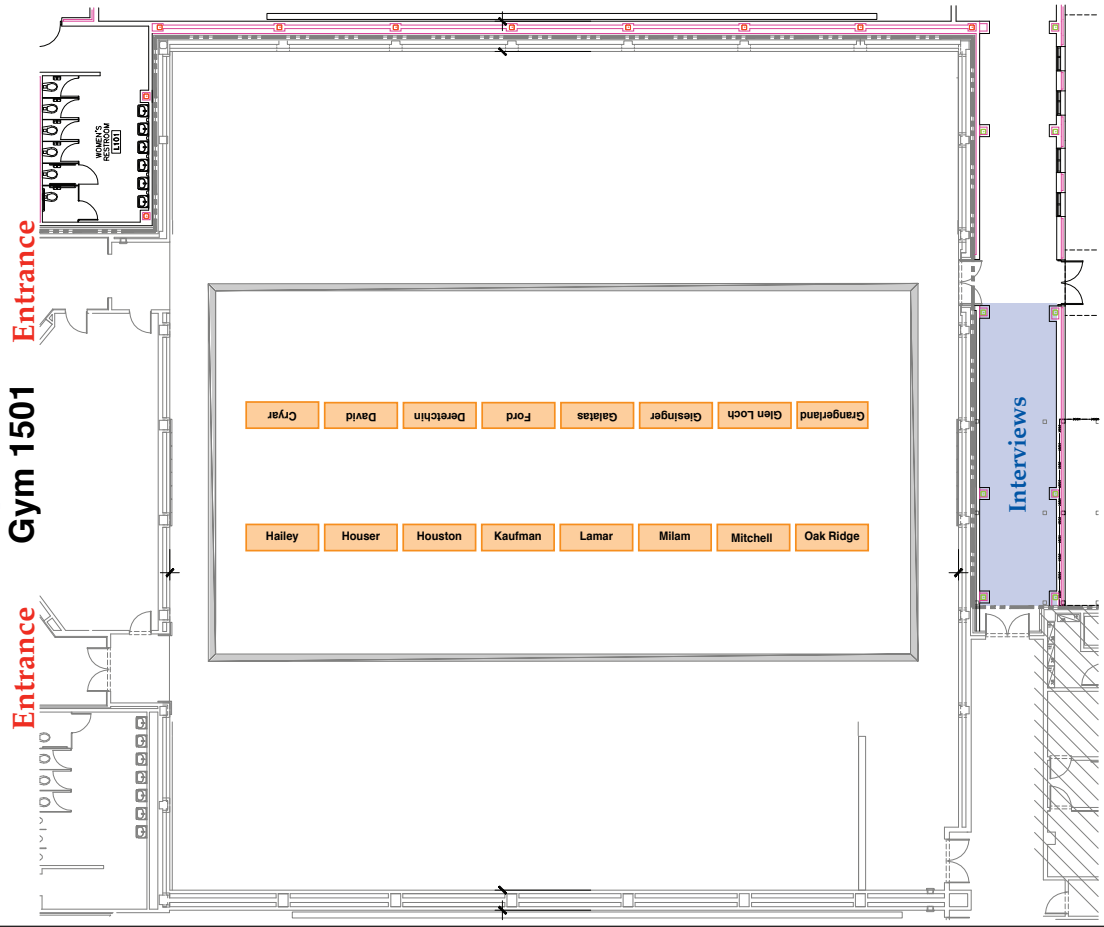 WOMEN'S
RESTROOM
L101
Entrance
Gym 1501
Entrance
Cryar
David
Deretchin
Ford
Galatas
Giesinger
Glen Loch
Grangerland
Hailey
Houser
Houston
Kaufman
Lamar
Milam
Mitchell
Oak Ridge
Interviews